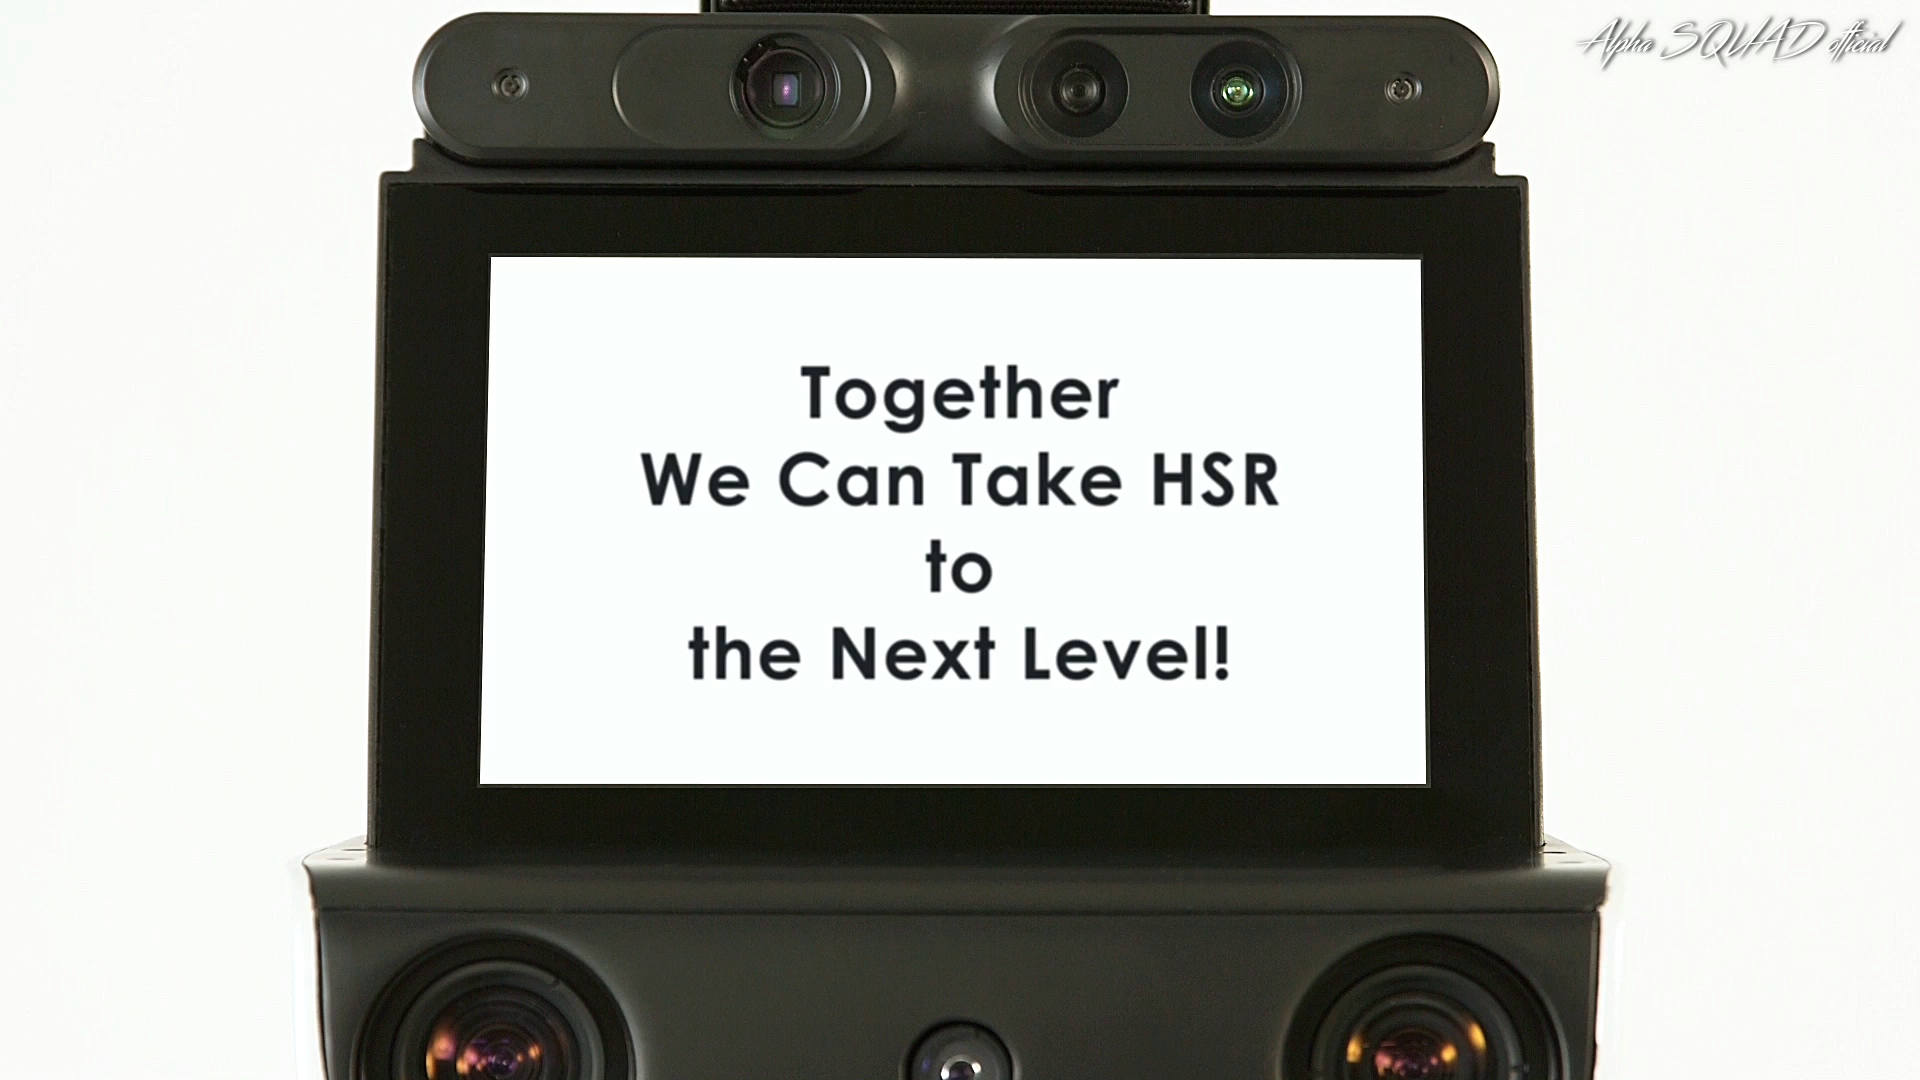 Alpha SQUAD official
Together
We Can Take HSR
to
the Next Level!